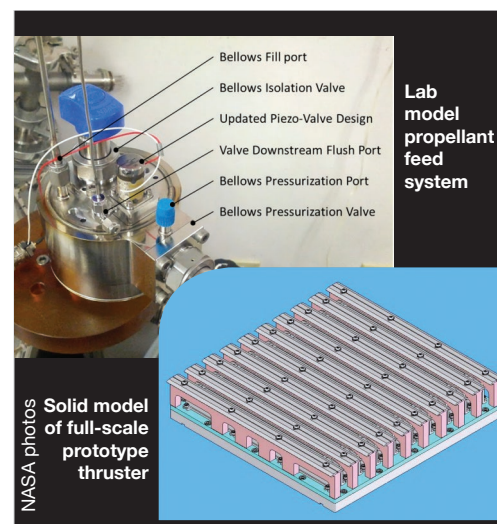 Bellows Fill port
Bellows Isolation Valve
Updated Piezo-Valve Design
Valve Downstream Flush Port
Bellows Pressurization Port
Bellows Pressurization Valve
Lab
model
propellant
feed
system
NASA photos
Solid model
of full-scale
prototype
thruster